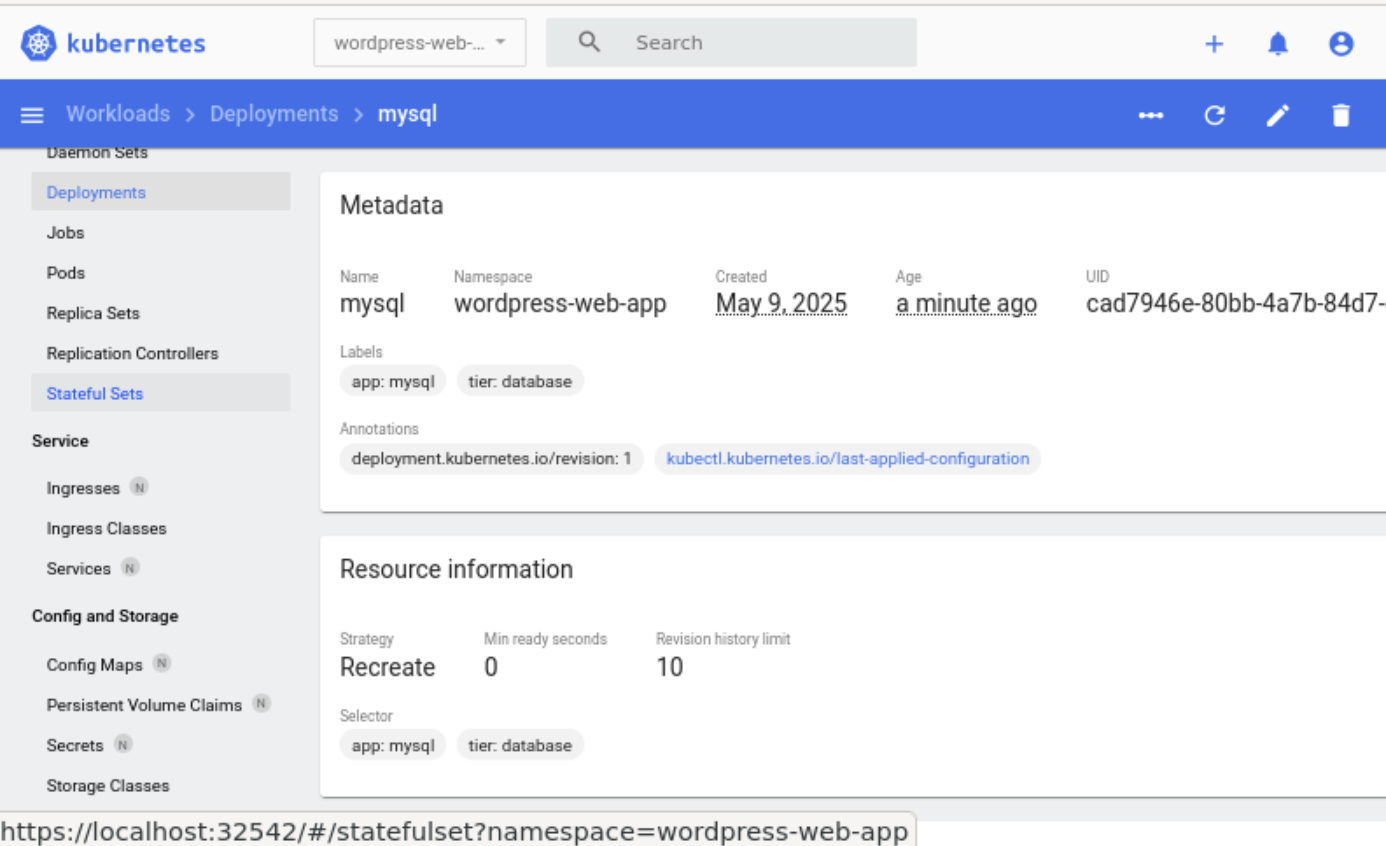 kubernetes
wordpress-web-...
Search
Workloads > Deployments > mysql
Daemon Sets
Deployments
Jobs
Pods
Replica Sets
Replication Controllers
Stateful Sets
Service
Ingresses N
Ingress Classes
Services N
Config and Storage
Config Maps N
Persistent Volume Claims N
Secrets N
Storage Classes
Metadata
Name Namespace Created Age UID
mysql wordpress-web-app May 9, 2025 a minute ago cad7946e-80bb-4a7b-84d7-
Labels
app: mysql tier: database
Annotations
deployment.kubernetes.io/revision: 1 kubectl.kubernetes.io/last-applied-configuration
Resource information
Strategy Min ready seconds Revision history limit
Recreate 0 10
Selector
app: mysql tier: database
https://localhost:32542/#/statefulset?namespace=wordpress-web-app